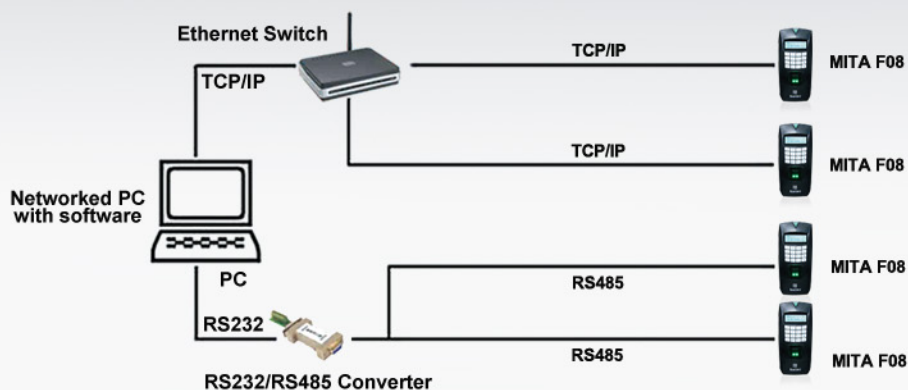 Ethernet Switch
TCP/IP
TCP/IP
MITA F08
TCP/IP
MITA F08
Networked PC
with software
PC
RS485
MITA F08
RS232
RS485
MITA F08
RS232/RS485 Converter